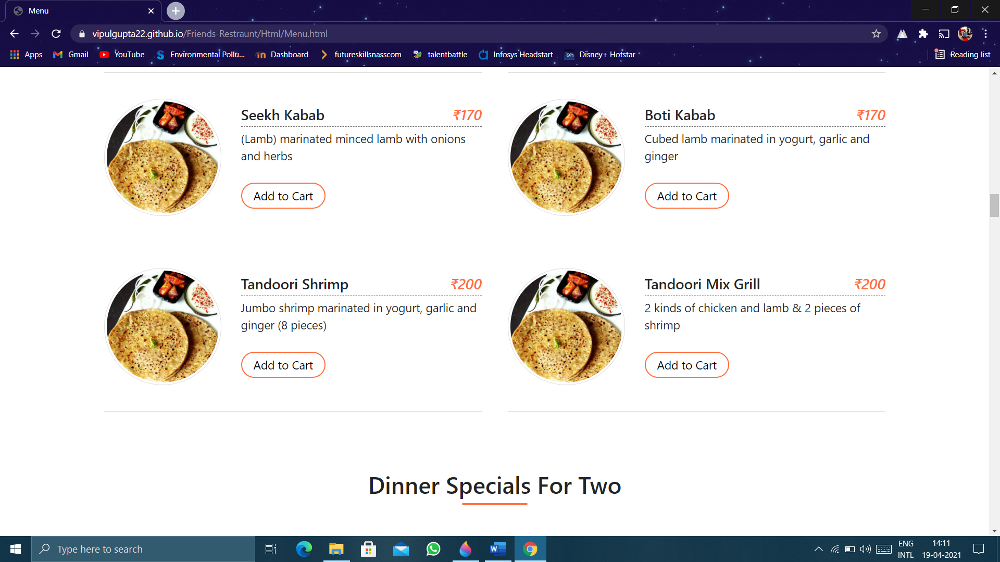 Menu
vipulgupta22.github.io/Friends-Restraunt/Html/Menu.html
Apps Gmail YouTube Environmental Pollu... Dashboard futureskillsnasscom talentbattle Infosys Headstart Disney+ Hotstar Reading list
Seekh Kabab ₹170
(Lamb) marinated minced lamb with onions
and herbs
Add to Cart
Boti Kabab ₹170
Cubed lamb marinated in yogurt, garlic and
ginger
Add to Cart
Tandoori Shrimp ₹200
Jumbo shrimp marinated in yogurt, garlic and
ginger (8 pieces)
Add to Cart
Tandoori Mix Grill ₹200
2 kinds of chicken and lamb & 2 pieces of
shrimp
Add to Cart
Dinner Specials For Two
Type here to search
ENG
INTL
14:11
19-04-2021